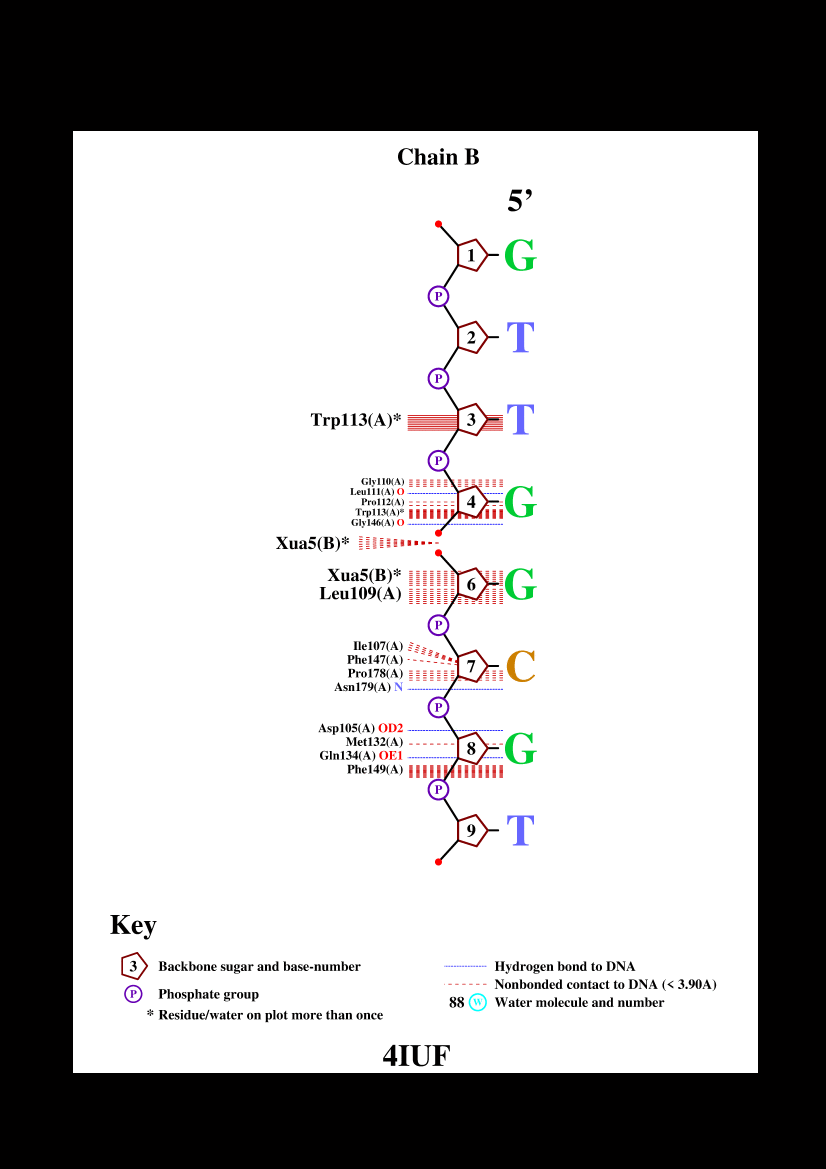 Chain B
5’
1 G
P
2 T
P
Trp113(A)* 3 T
P
Gly110(A)
Leu111(A) O
Pro112(A) 4 G
Trp113(A)*
Gly146(A) O
Xua5(B)*
Xua5(B)* 6 G
Leu109(A)
P
Ile107(A)
Phe147(A) 7 C
Pro178(A)
Asn179(A) N
P
Asp105(A) OD2
Met132(A) 8 G
Gln134(A) OE1
Phe149(A)
P
9 T
Key
3 Backbone sugar and base-number
P Phosphate group
* Residue/water on plot more than once
Hydrogen bond to DNA
Nonbonded contact to DNA (< 3.90A)
88 W Water molecule and number
4IUF